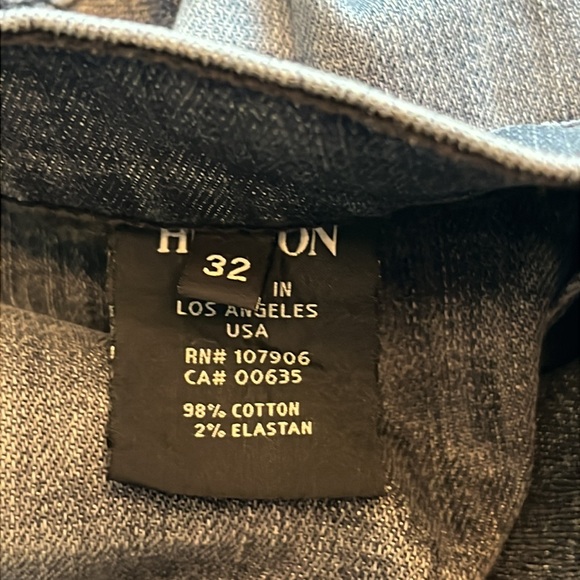 32
IN
LOS ANGELES
USA
RN# 107906
CA# 00635
98% COTTON
2% ELASTAN